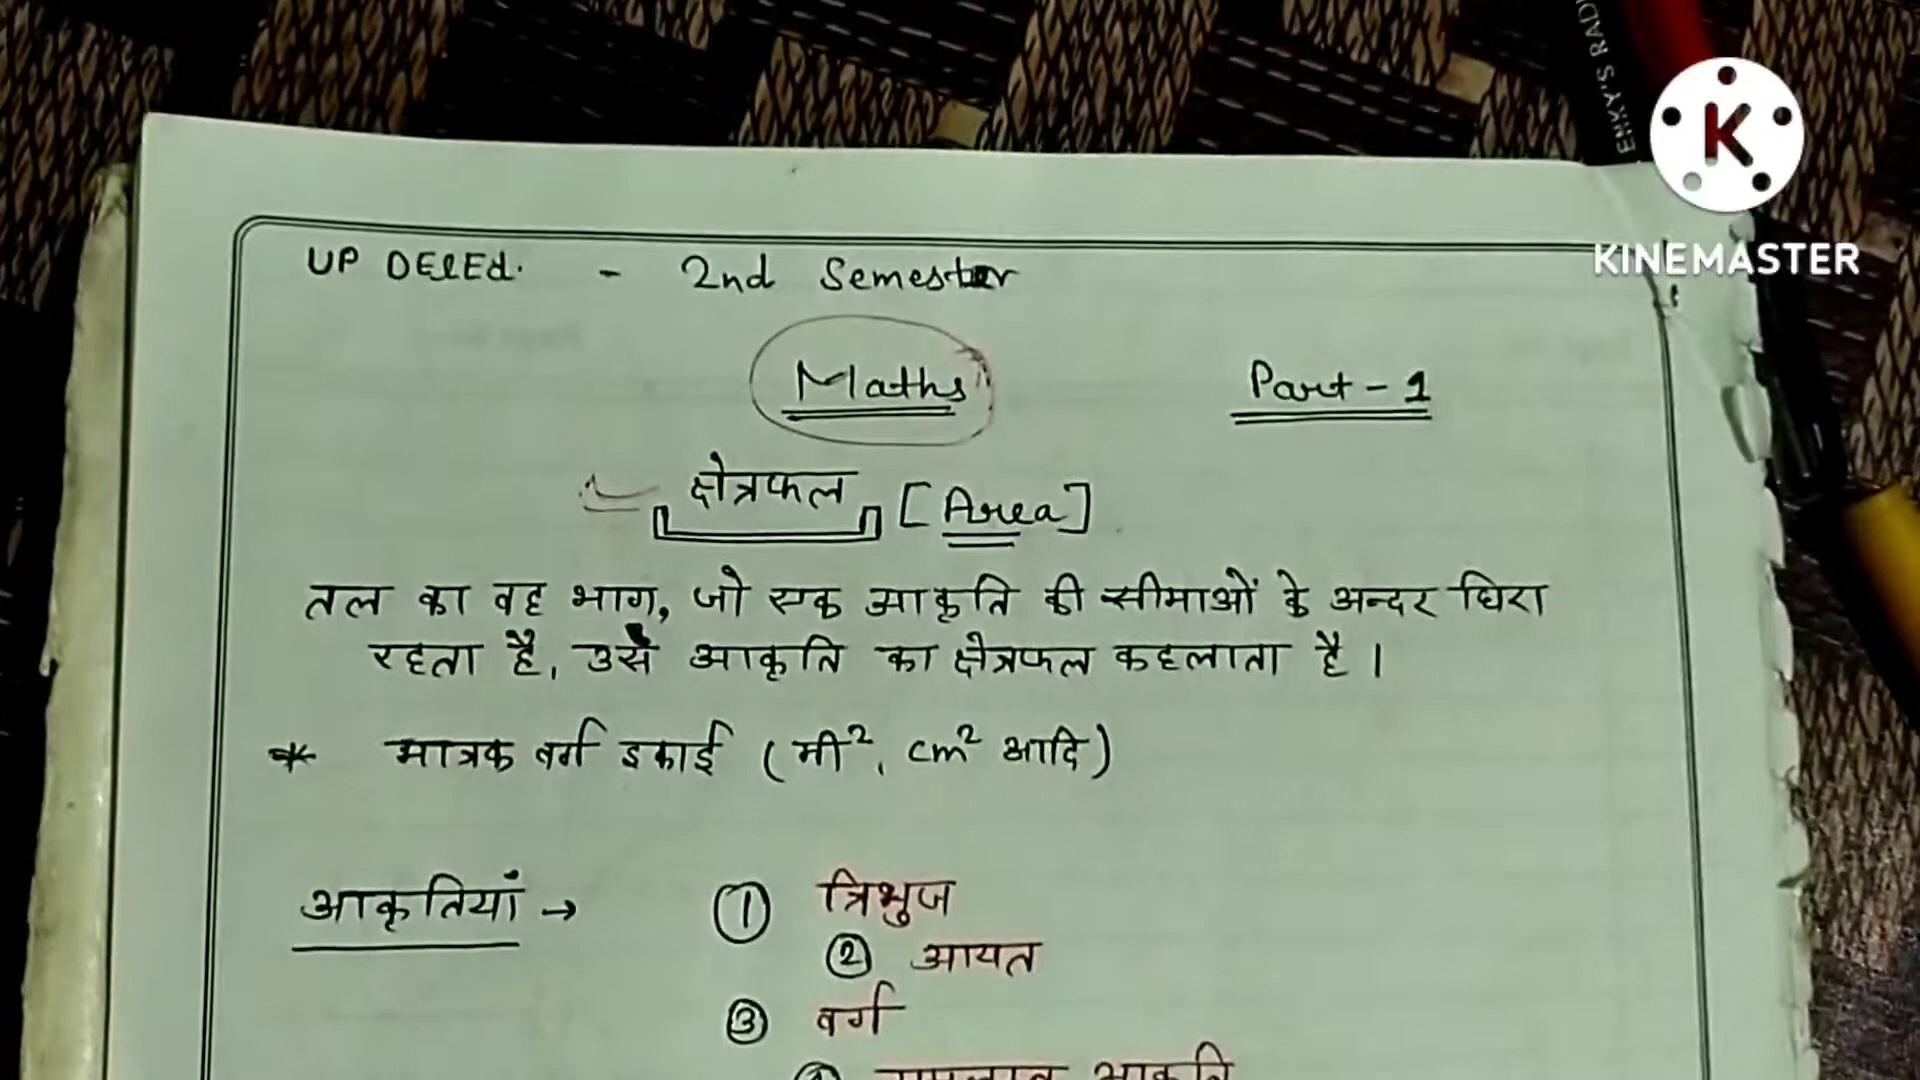 UP DELEd. - 2nd Semester
Maths
Part - 1
क्षेत्रफल [Area]
तल का वह भाग, जो एक आकृति की सीमाओं के अन्दर घिरा
रहता है, उसे आकृति का क्षेत्रफल कहलाता है ।
* मात्रक वर्ग इकाई (मी², cm² आदि)
आकृतियां → ① त्रिभुज
② आयत
③ वर्ग
आकृति
K
KINEMASTER